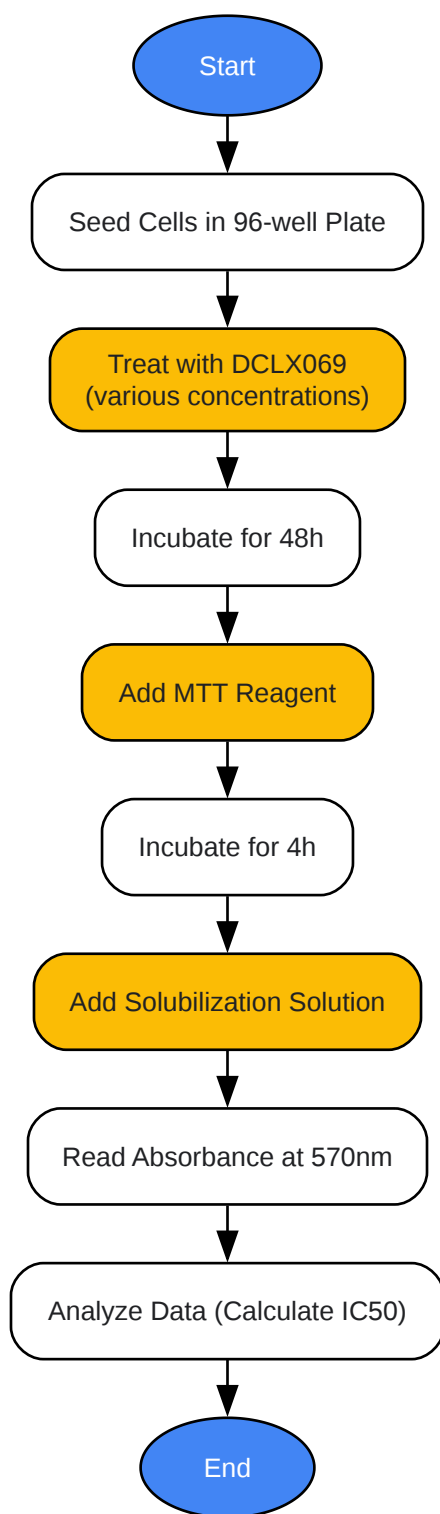 Start
Seed Cells in 96-well Plate
Treat with DCLX069
(various concentrations)
Incubate for 48h
Add MTT Reagent
Incubate for 4h
Add Solubilization Solution
Read Absorbance at 570nm
Analyze Data (Calculate IC50)
End